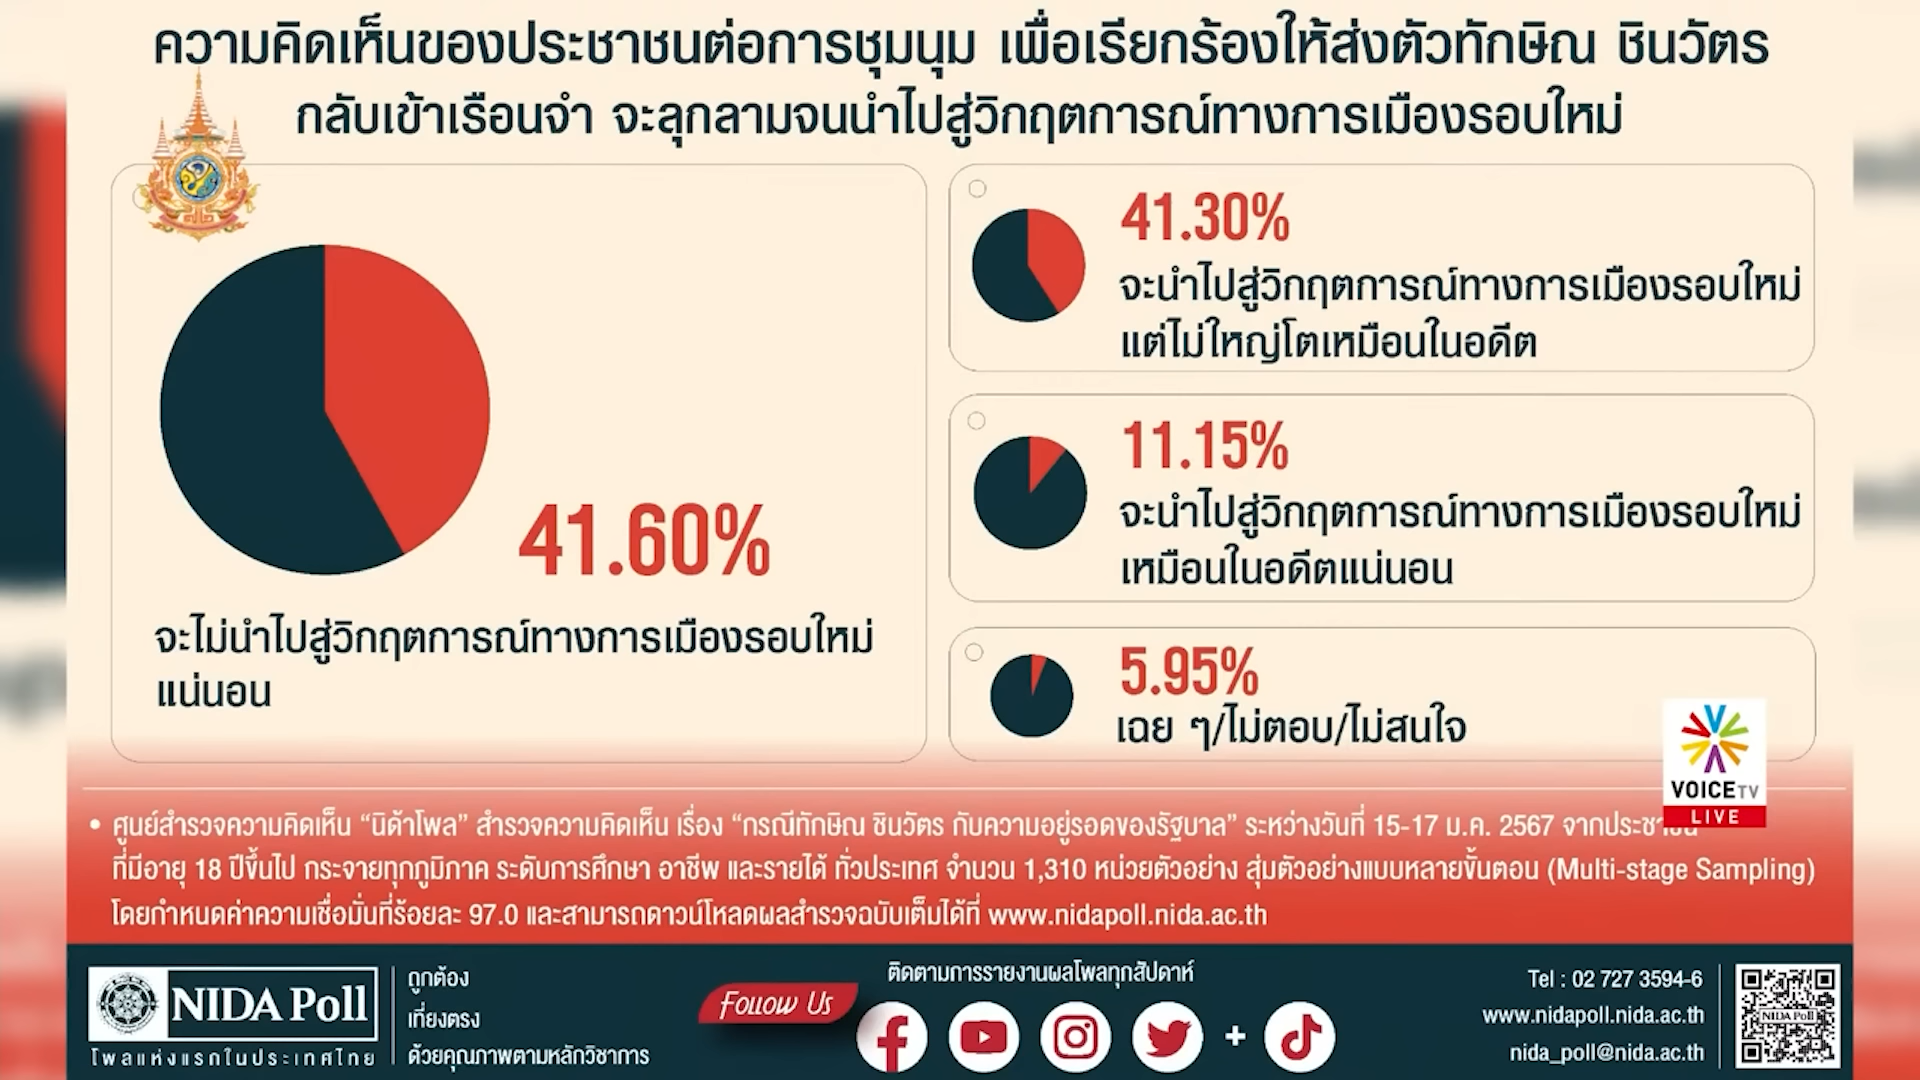 ความคิดเห็นของประชาชนต่อการชุมนุม เพื่อเรียกร้องให้ส่งตัวทักษิณ ชินวัตร
กลับเข้าเรือนจำ จะลุกลามจนนำไปสู่วิกฤตการณ์ทางการเมืองรอบใหม่
41.60%
จะไม่นำไปสู่วิกฤตการณ์ทางการเมืองรอบใหม่
แน่นอน
41.30%
จะนำไปสู่วิกฤตการณ์ทางการเมืองรอบใหม่
แต่ไม่ใหญ่โตเหมือนในอดีต
11.15%
จะนำไปสู่วิกฤตการณ์ทางการเมืองรอบใหม่
เหมือนในอดีตแน่นอน
5.95%
เฉย ๆ/ไม่ตอบ/ไม่สนใจ
VOICE TV
LIVE
• ศูนย์สำรวจความคิดเห็น “นิด้าโพล” สำรวจความคิดเห็น เรื่อง “กรณีทักษิณ ชินวัตร กับความอยู่รอดของรัฐบาล” ระหว่างวันที่ 15-17 ม.ค. 2567 จากประชาชน
ที่มีอายุ 18 ปีขึ้นไป กระจายทุกภูมิภาค ระดับการศึกษา อาชีพ และรายได้ ทั่วประเทศ จำนวน 1,310 หน่วยตัวอย่าง สุ่มตัวอย่างแบบหลายขั้นตอน (Multi-stage Sampling)
โดยกำหนดค่าความเชื่อมั่นที่ร้อยละ 97.0 และสามารถดาวน์โหลดผลสำรวจฉบับเต็มได้ที่ www.nidapoll.nida.ac.th
NIDA Poll
โพลแห่งแรกในประเทศไทย
ถูกต้อง
เที่ยงตรง
ด้วยคุณภาพตามหลักวิชาการ
Follow Us
ติดตามการรายงานผลโพลทุกสัปดาห์
+
Tel : 02 727 3594-6
www.nidapoll.nida.ac.th
nida_poll@nida.ac.th
NIDA Poll